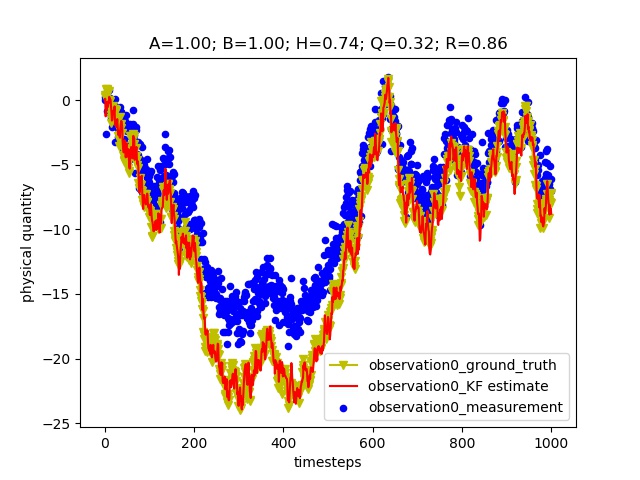 A=1.00; B=1.00; H=0.74; Q=0.32; R=0.86
physical quantity
0
−5
−10
−15
−20
−25
0 200 400 600 800 1000
timesteps
observation0_ground_truth
observation0_KF estimate
observation0_measurement